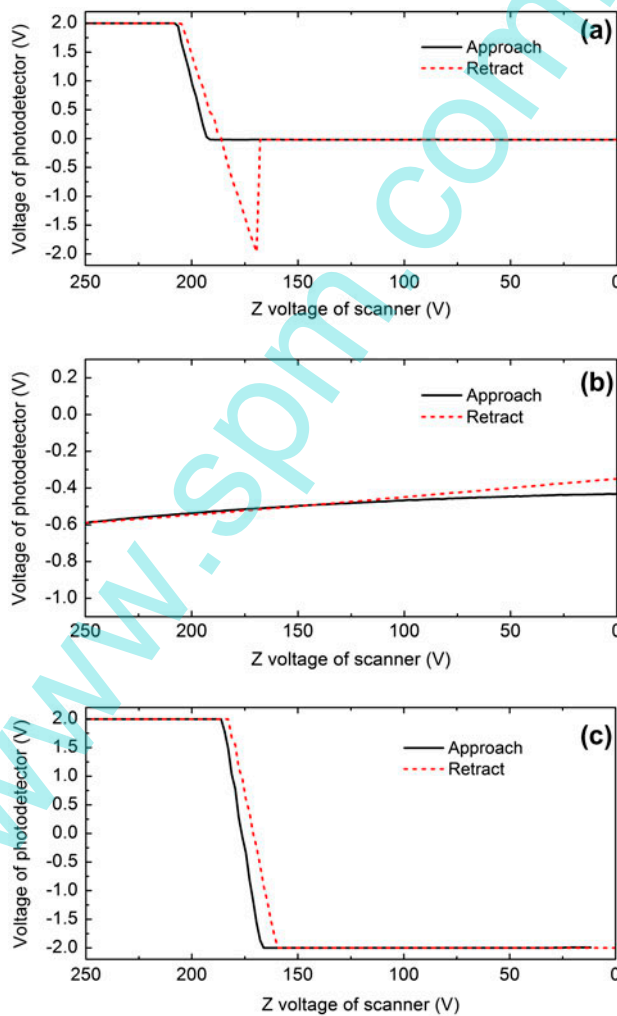 (a)
2.0
1.5
1.0
0.5
0.0
-0.5
-1.0
-1.5
-2.0
Voltage of photodetector (V)
Approach
Retract
250 200 150 100 50 0
Z voltage of scanner (V)
(b)
0.2
0.0
-0.2
-0.4
-0.6
-0.8
-1.0
Voltage of photodetector (V)
Approach
Retract
250 200 150 100 50 0
Z voltage of scanner (V)
(c)
2.0
1.5
1.0
0.5
0.0
-0.5
-1.0
-1.5
-2.0
Voltage of photodetector (V)
Approach
Retract
250 200 150 100 50 0
Z voltage of scanner (V)
www.spm.com.